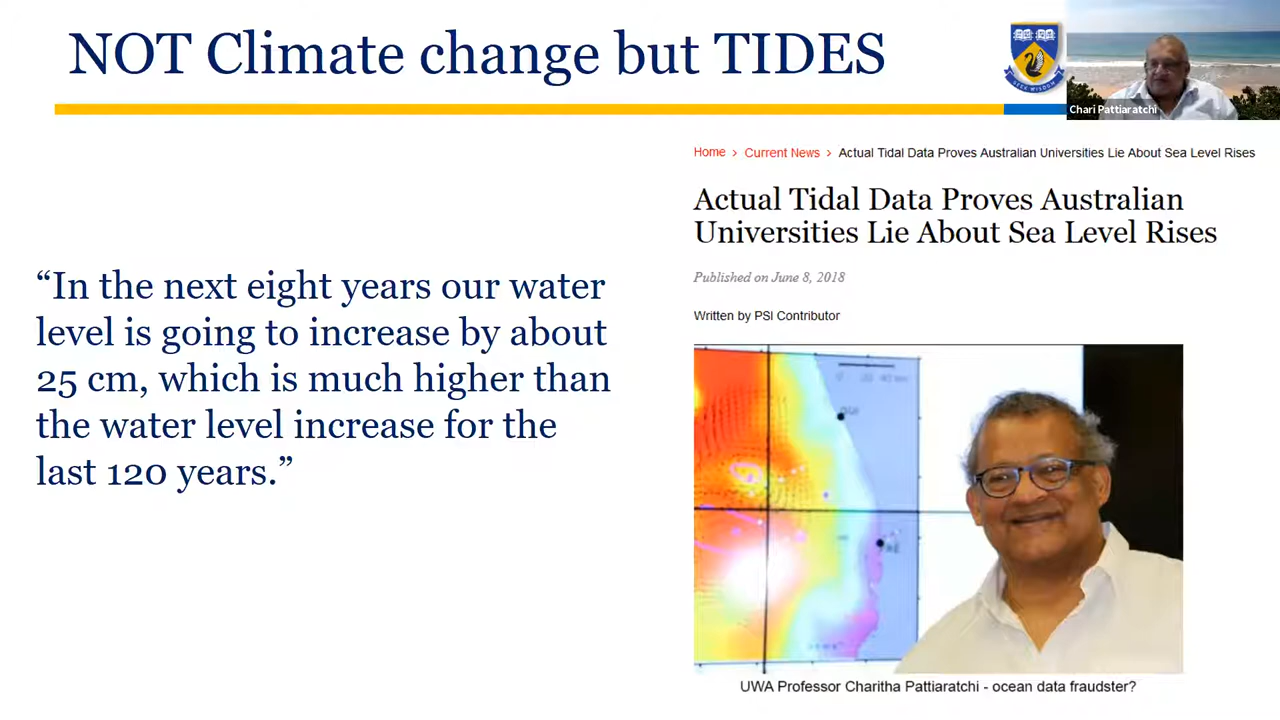 NOT Climate change but TIDES
SEEK WISDOM
Chari Pattiaratchi
Home > Current News > Actual Tidal Data Proves Australian Universities Lie About Sea Level Rises
Actual Tidal Data Proves Australian
Universities Lie About Sea Level Rises
Published on June 8, 2018
Written by PSI Contributor
“In the next eight years our water
level is going to increase by about
25 cm, which is much higher than
the water level increase for the
last 120 years.”
UWA Professor Charitha Pattiaratchi - ocean data fraudster?